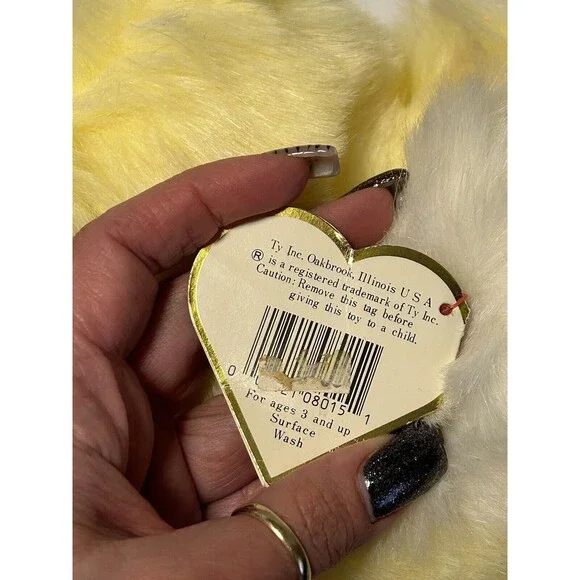 Ty Inc. Oakbrook, Illinois U S A
® is a registered trademark of Ty Inc.
Caution: Remove this tag before
giving this toy to a child.
0 08015 1
For ages 3 and up
Surface
Wash